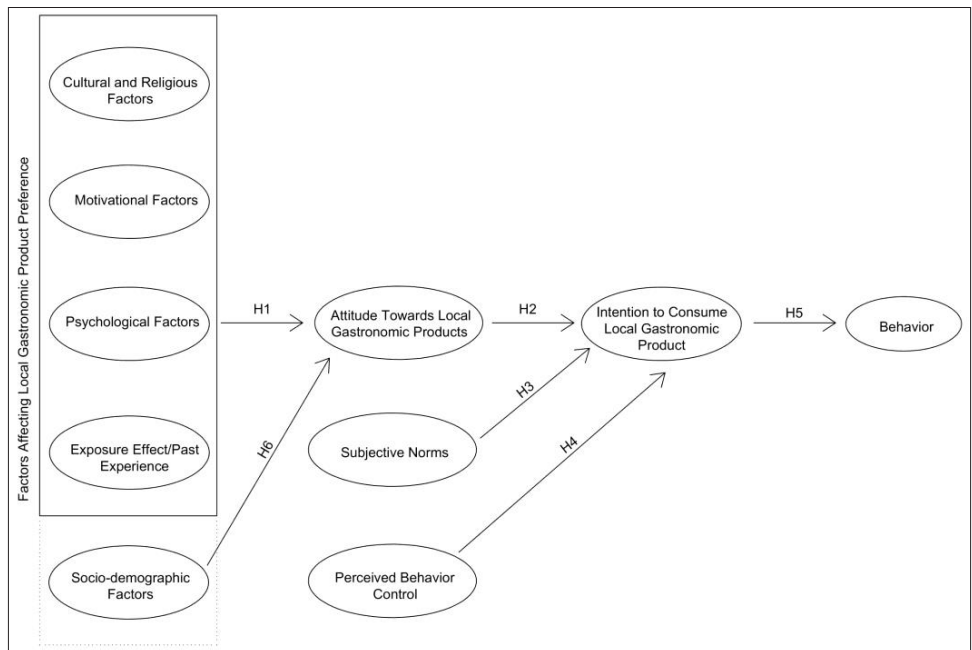 Factors Affecting Local Gastronomic Product Preference
Cultural and Religious
Factors
Motivational Factors
Psychological Factors
Exposure Effect/Past
Experience
Socio-demographic
Factors
H1
H6
Attitude Towards Local
Gastronomic Products
Subjective Norms
Perceived Behavior
Control
H2
H3
H4
Intention to Consume
Local Gastronomic
Product
H5
Behavior